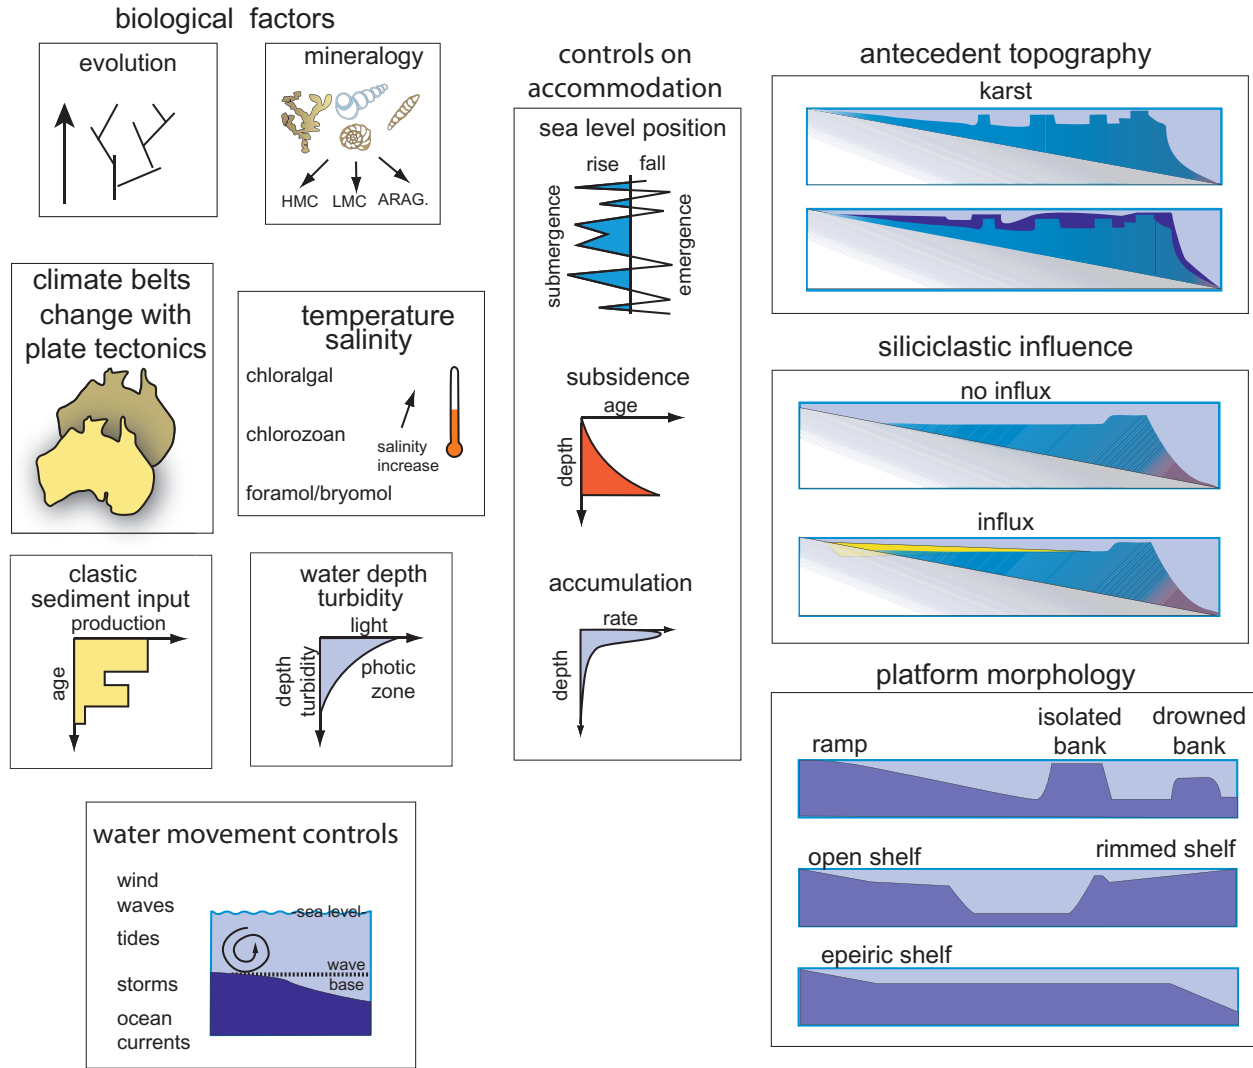 biological factors
evolution
mineralogy
HMC
LMC
ARAG.
climate belts
change with
plate tectonics
temperature
salinity
chloralgal
chlorozoan
foramol/bryomol
salinity
increase
clastic
sediment input
production
age
water depth
turbidity
light
depth
turbidity
photic
zone
water movement controls
wind
waves
tides
storms
ocean
currents
-sea level-
wave
base
controls on
accommodation
sea level position
rise
fall
submergence
emergence
subsidence
age
depth
accumulation
rate
depth
antecedent topography
karst
siliciclastic influence
no influx
influx
platform morphology
ramp
isolated
bank
drowned
bank
open shelf
rimmed shelf
epeiric shelf